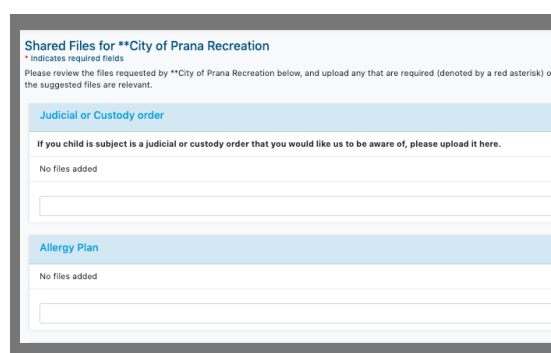 Shared Files for **City of Prana Recreation
* Indicates required fields
Please review the files requested by **City of Prana Recreation below, and upload any that are required (denoted by a red asterisk) o
the suggested files are relevant.
Judicial or Custody order
If you child is subject is a judicial or custody order that you would like us to be aware of, please upload it here.
No files added
Allergy Plan
No files added